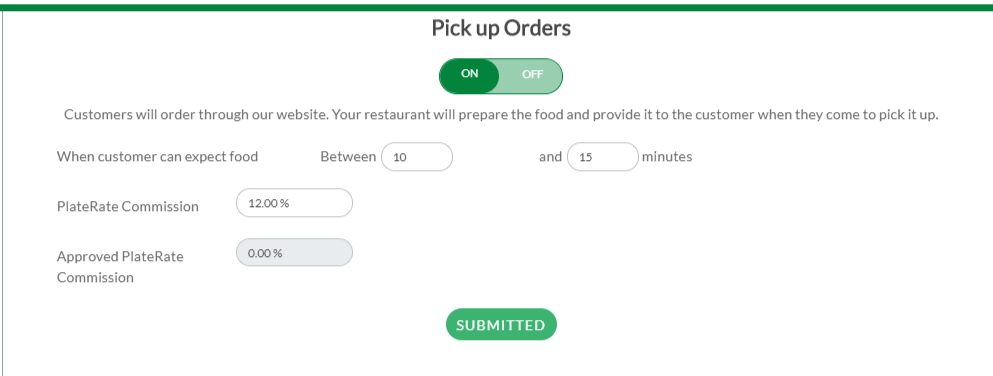 Pick up Orders
ON OFF
Customers will order through our website. Your restaurant will prepare the food and provide it to the customer when they come to pick it up.
When customer can expect food Between 10 and 15 minutes
PlateRate Commission 12.00 %
Approved PlateRate 0.00 %
Commission
SUBMITTED